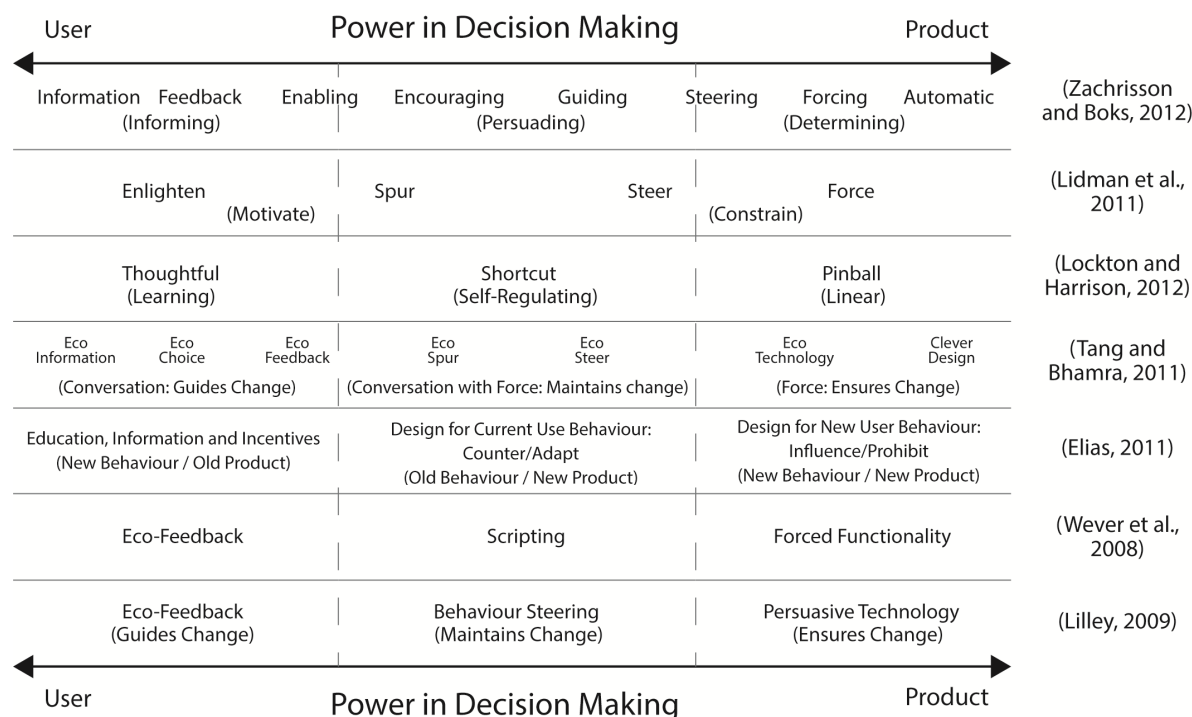 User Power in Decision Making Product
Information Feedback Enabling Encouraging Guiding Steering Forcing Automatic
(Informing) (Persuading) (Determining)
(Zachrisson
and Boks, 2012)
Enlighten Spur Steer Force
(Motivate) (Constrain)
(Lidman et al.,
2011)
Thoughtful Shortcut Pinball
(Learning) (Self-Regulating) (Linear)
(Lockton and
Harrison, 2012)
Eco Eco Eco Eco Eco Eco Clever
Information Choice Feedback Spur Steer Technology Design
(Conversation: Guides Change) (Conversation with Force: Maintains change) (Force: Ensures Change)
(Tang and
Bhamra, 2011)
Education, Information and Incentives
(New Behaviour / Old Product)
Design for Current Use Behaviour:
Counter/Adapt
(Old Behaviour / New Product)
Design for New User Behaviour:
Influence/Prohibit
(New Behaviour / New Product)
(Elias, 2011)
Eco-Feedback Scripting Forced Functionality
(Wever et al.,
2008)
Eco-Feedback Behaviour Steering Persuasive Technology
(Guides Change) (Maintains Change) (Ensures Change)
(Lilley, 2009)
User Power in Decision Making Product